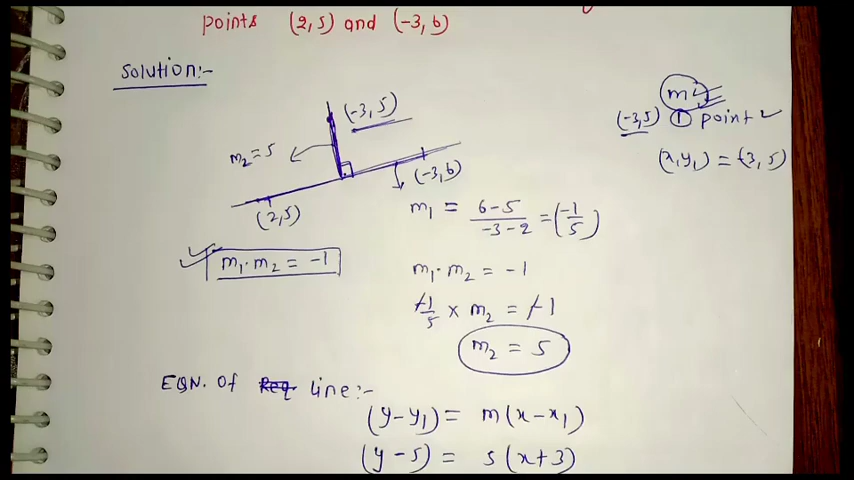 points (2,5) and (-3,6)
Solution:-
(-3,5)
m₂ = 5
(-3,6)
(2,5)
m₁·m₂ = -1
m2
(-3,5) ① point
(x,y₁) = (-3,5)
m₁ = 6-5/-3-2 = (-1/5)
m₁·m₂ = -1
-1/5 × m₂ = -1
m₂ = 5
EQN. Of Req. line:-
(y-y₁) = m(x-x₁)
(y-5) = 5(x+3)